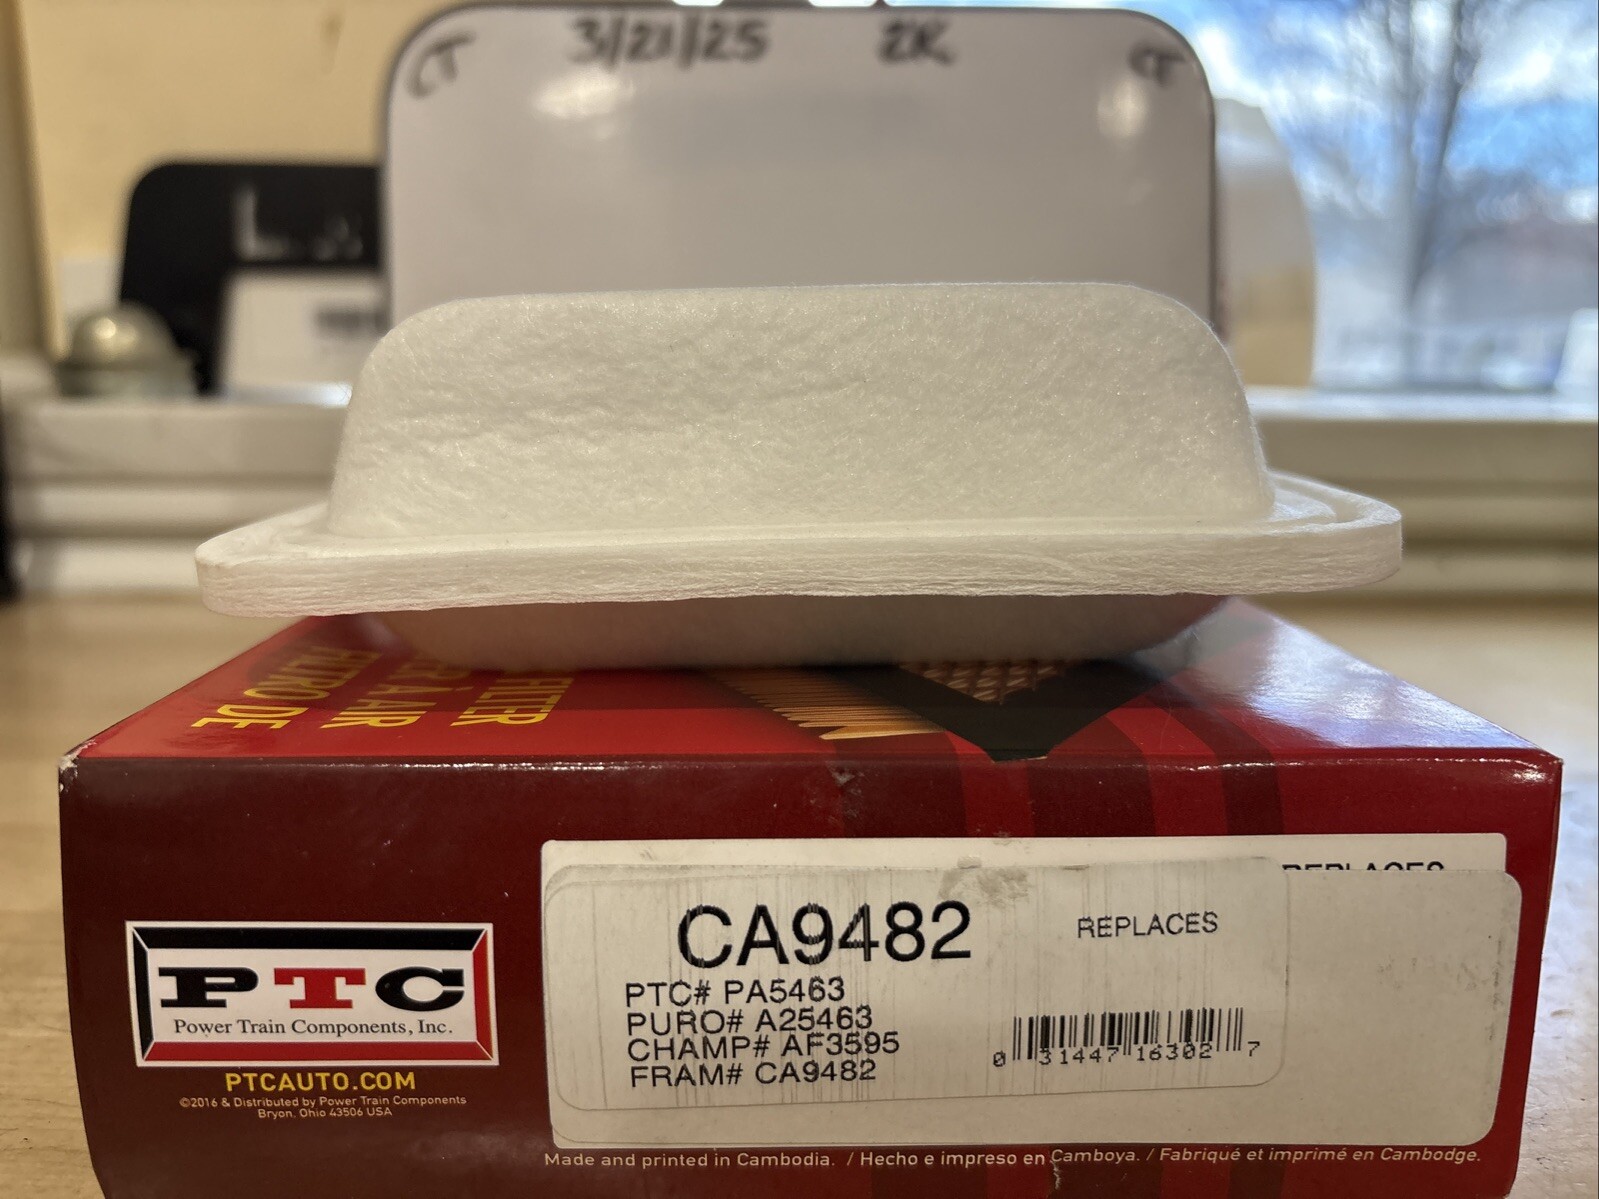 CT 3/21/25 2K CT
FILTER
FILTRO DE
CA9482
REPLACES
PTC# PA5463
PURO# A25463
CHAMP# AF3595
FRAM# CA9482
0 31447 16302 7
REPLACES
PTC
Power Train Components, Inc.
PTCAUTO.COM
©2016 & Distributed by Power Train Components
Bryon, Ohio 43506 USA
Made and printed in Cambodia. / Hecho e impreso en Camboya. / Fabriqué et imprimé en Cambodge.